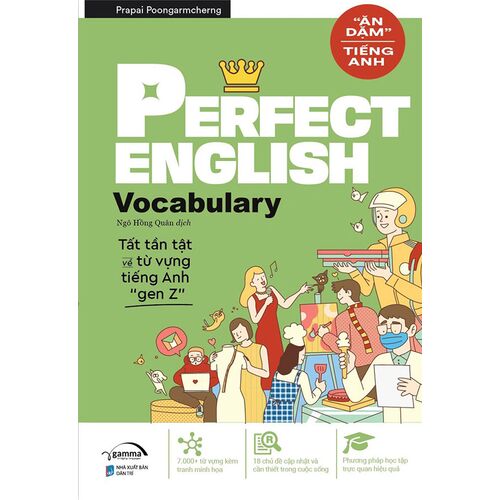 Prapai Poongarmcherng
"ĂN
DẶM"
TIẾNG
ANH
PERFECT
ENGLISH
Vocabulary
Ngô Hồng Quân dịch
Tất tần tật
về từ vựng
tiếng Anh
"gen Z"
gamma
NHÀ XUẤT BẢN
DÂN TRÍ
7.000+ từ vựng kèm
tranh minh họa
R
18 chủ đề cập nhật và
cần thiết trong cuộc sống
Phương pháp học tập
trực quan hiệu quả